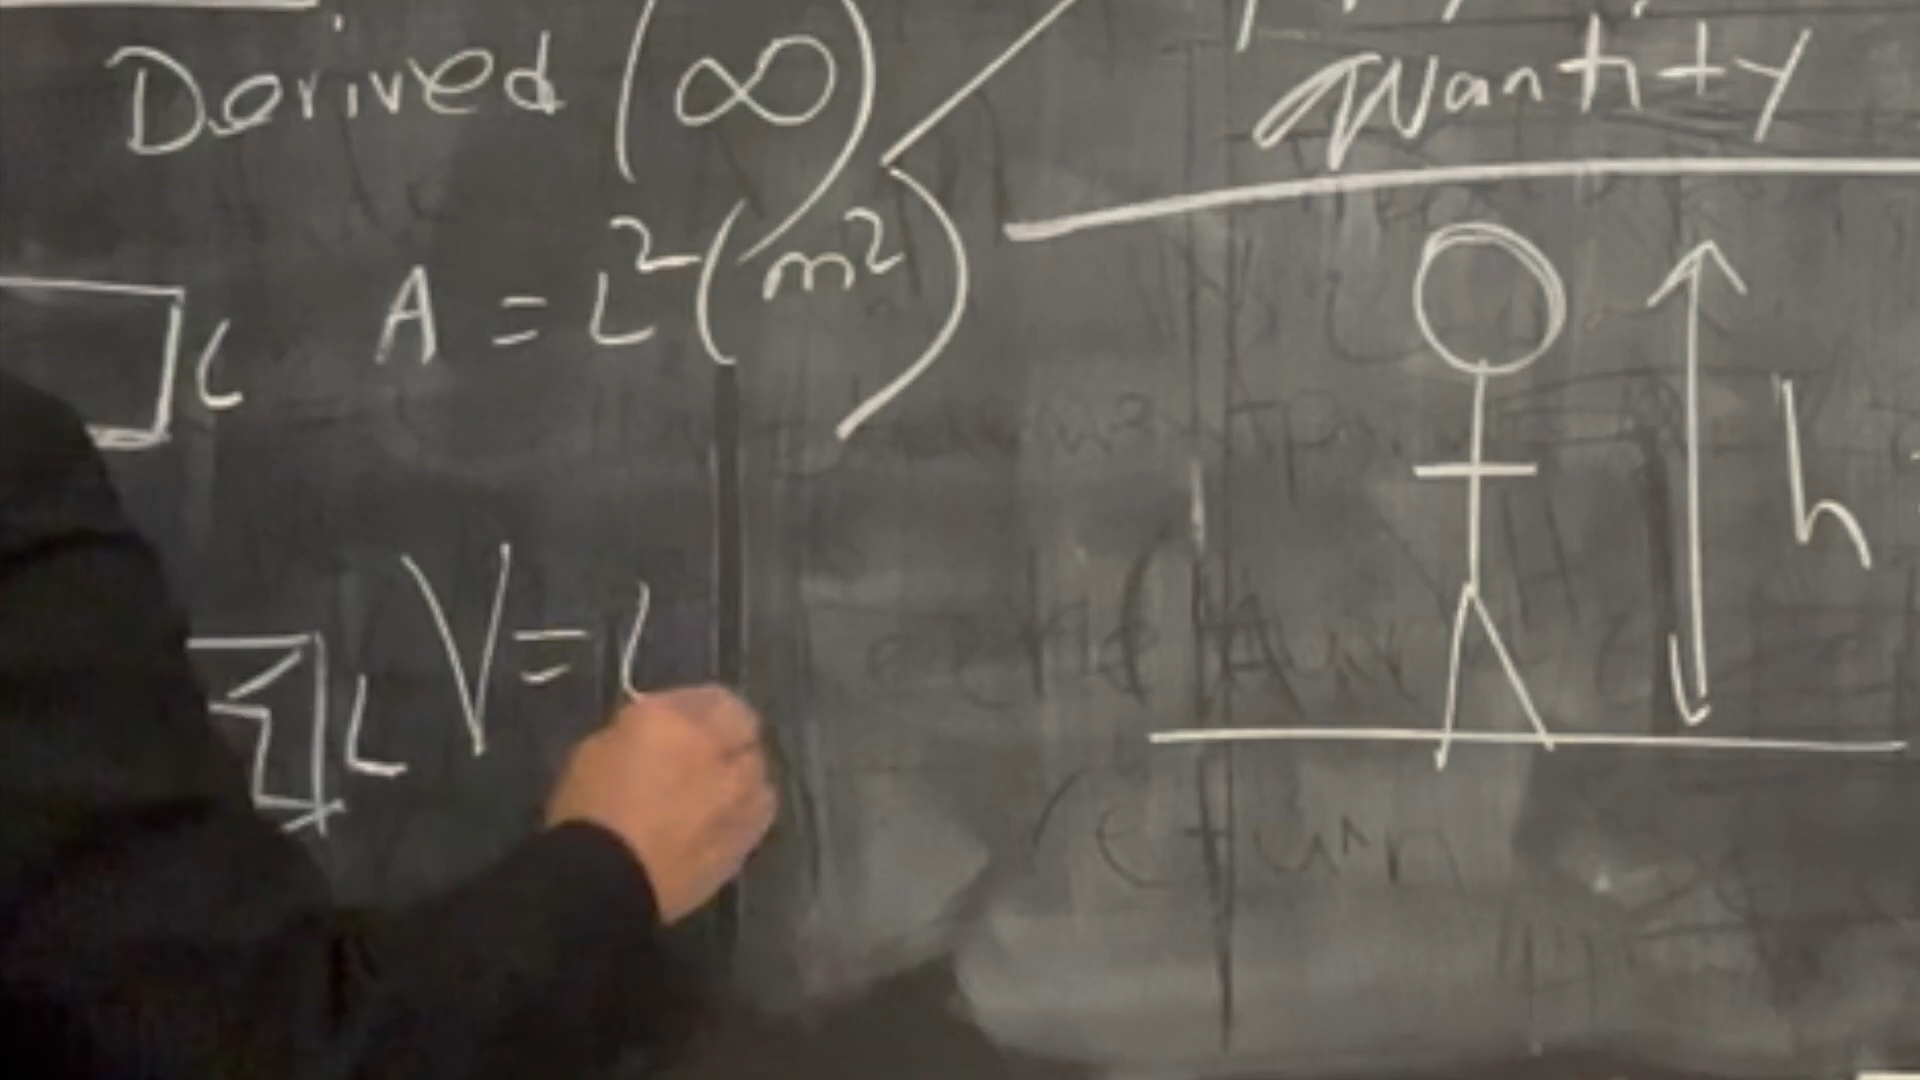 Derived (∞)
quantity
L A = L² (m²)
h
L V = L